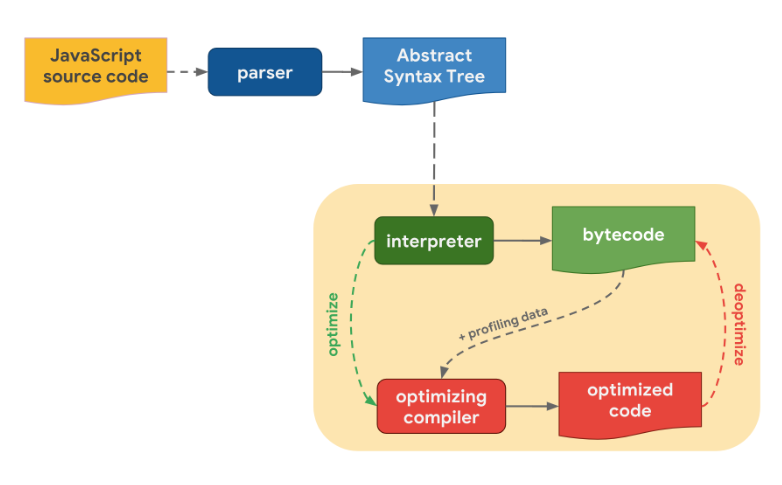 JavaScript
source code
parser
Abstract
Syntax Tree
interpreter
bytecode
optimize
+ profiling data
deoptimize
optimizing
compiler
optimized
code